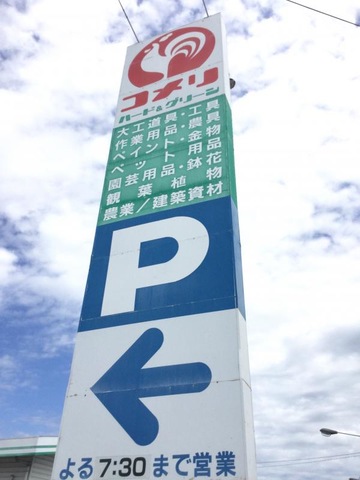 コメリ
ハード&グリーン
大工道具・工具
作業用品・農具
ペイント・金物
ペット用品
園芸用品・鉢花
観葉植物
農業/建築資材
P
よる7:30まで営業